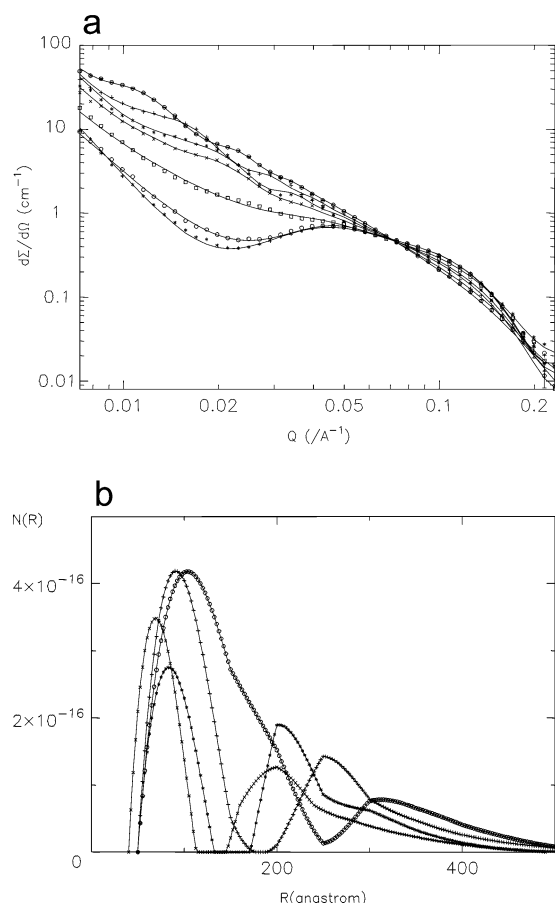 a
100
10
1
0.1
0.01
dΣ/dΩ (cm⁻¹)
0.01 0.02 0.05 0.1 0.2
Q (/A⁻¹)
b
N(R)
4×10⁻¹⁶
2×10⁻¹⁶
0
200 400
R(angstrom)